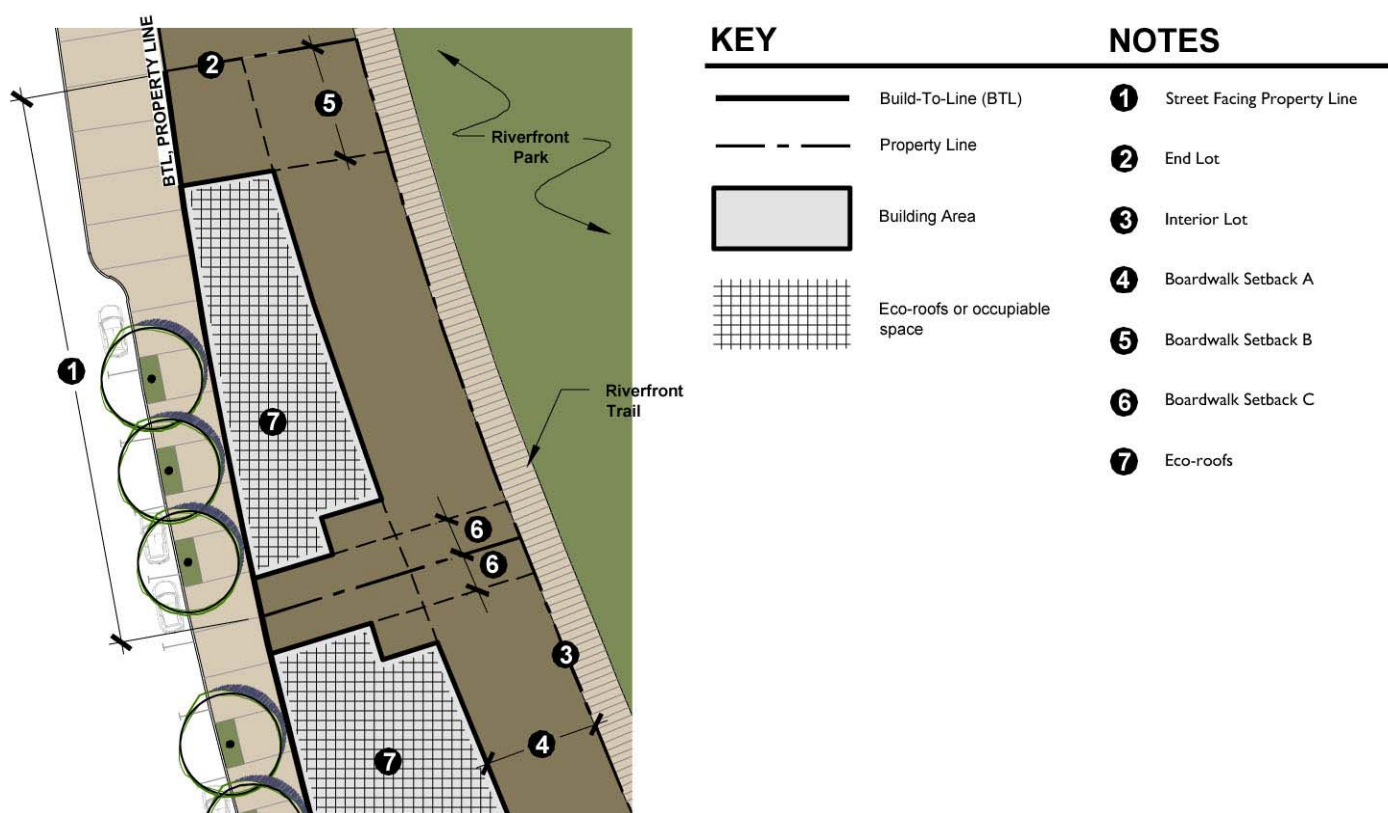 BTL, PROPERTY LINE
2
5
Riverfront
Park
1
7
Riverfront
Trail
6
6
3
4
7
KEY
Build-To-Line (BTL)
Property Line
Building Area
Eco-roofs or occupiable
space
NOTES
1 Street Facing Property Line
2 End Lot
3 Interior Lot
4 Boardwalk Setback A
5 Boardwalk Setback B
6 Boardwalk Setback C
7 Eco-roofs